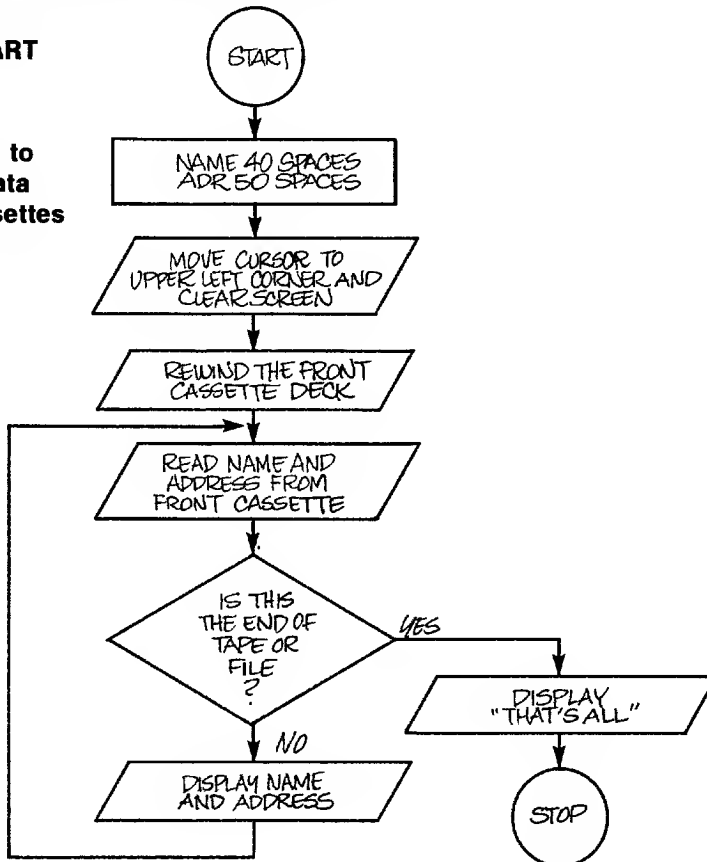 ART
to
ata
settes
START
NAME 40 SPACES
ADR 50 SPACES
MOVE CURSOR TO
UPPER LEFT CORNER AND
CLEAR SCREEN
REWIND THE FRONT
CASSETTE DECK
READ NAME AND
ADDRESS FROM
FRONT CASSETTE
IS THIS
THE END OF
TAPE OR
FILE
?
YES
NO
DISPLAY NAME
AND ADDRESS
DISPLAY
"THAT'S ALL"
STOP